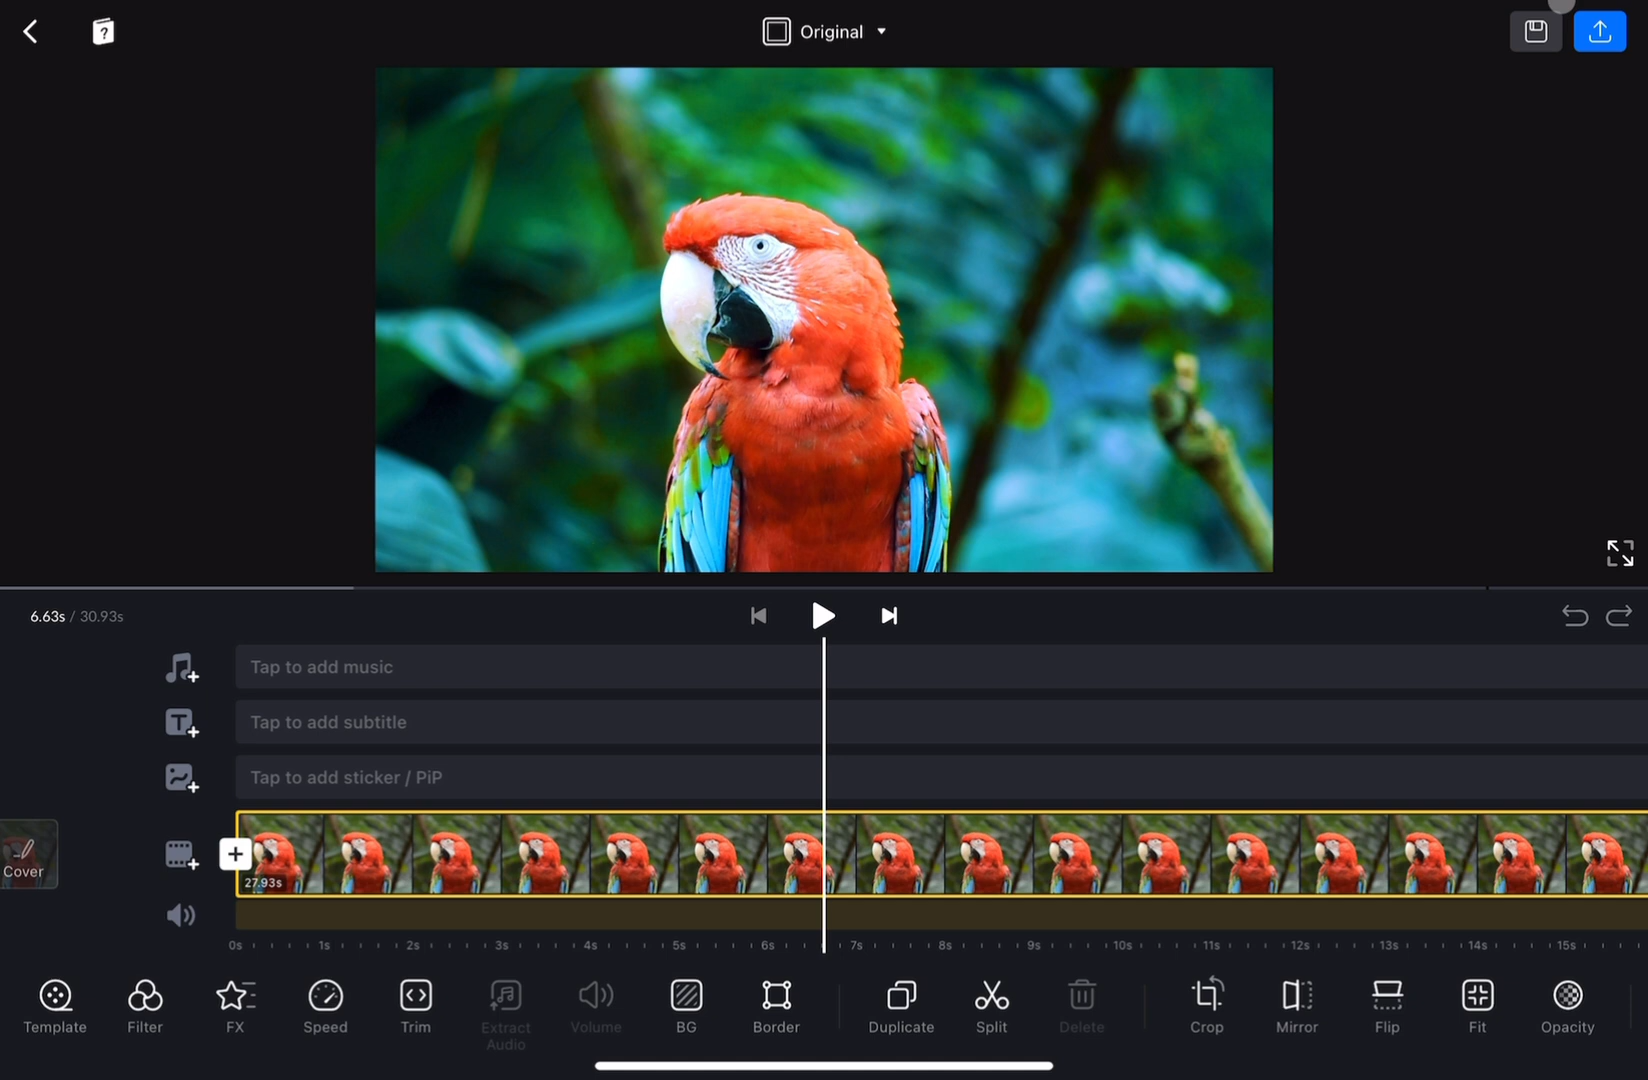 ?
Original
6.63s / 30.93s
Tap to add music
Tap to add subtitle
Tap to add sticker / PiP
Cover
27.93s
0s 1s 2s 3s 4s 5s 6s 7s 8s 9s 10s 11s 12s 13s 14s 15s
Template Filter FX Speed Trim Extract Audio Volume BG Border Duplicate Split Delete Crop Mirror Flip Fit Opacity